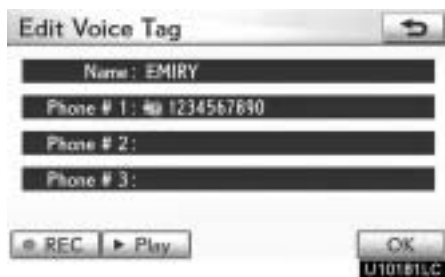 Edit Voice Tag
Name: EMIRY
Phone # 1: 1234567890
Phone # 2:
Phone # 3:
REC Play OK
U10181LC